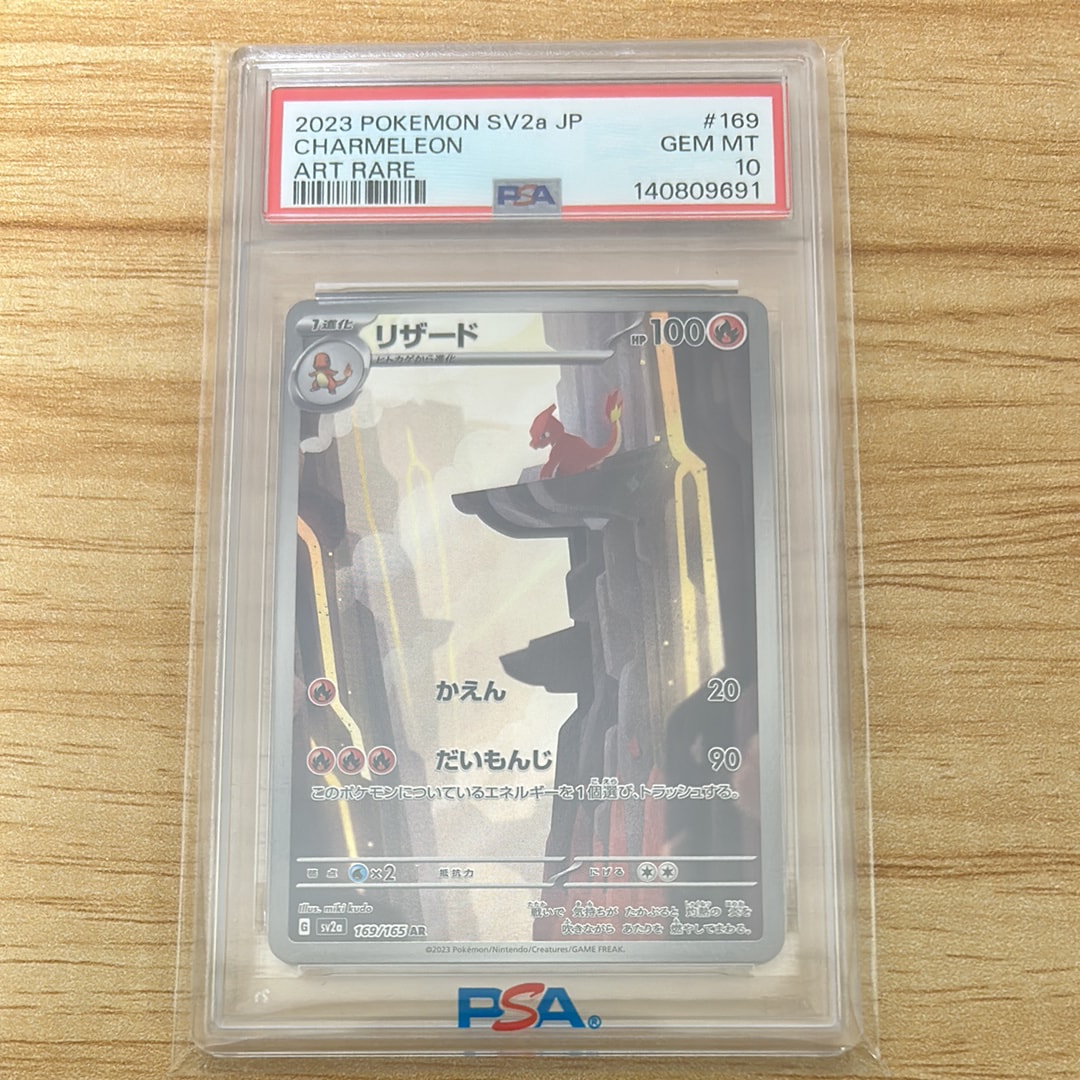 2023 POKEMON SV2a JP #169
CHARMELEON GEM MT
ART RARE 10
PSA 140809691
1進化 リザード HP 100
ヒトカゲから進化
かえん 20
だいもんじ 90
このポケモンについているエネルギーを1個選び、トラッシュする。
弱点 ×2 抵抗力 にげる
illus. miki kudo
戦いで 気持ちが たかぶると 灼熱の 炎を
吹きながら あたりを 燃やしてまわる。
G sv2a 169/165 AR
©2023 Pokémon/Nintendo/Creatures/GAME FREAK.
PSA®